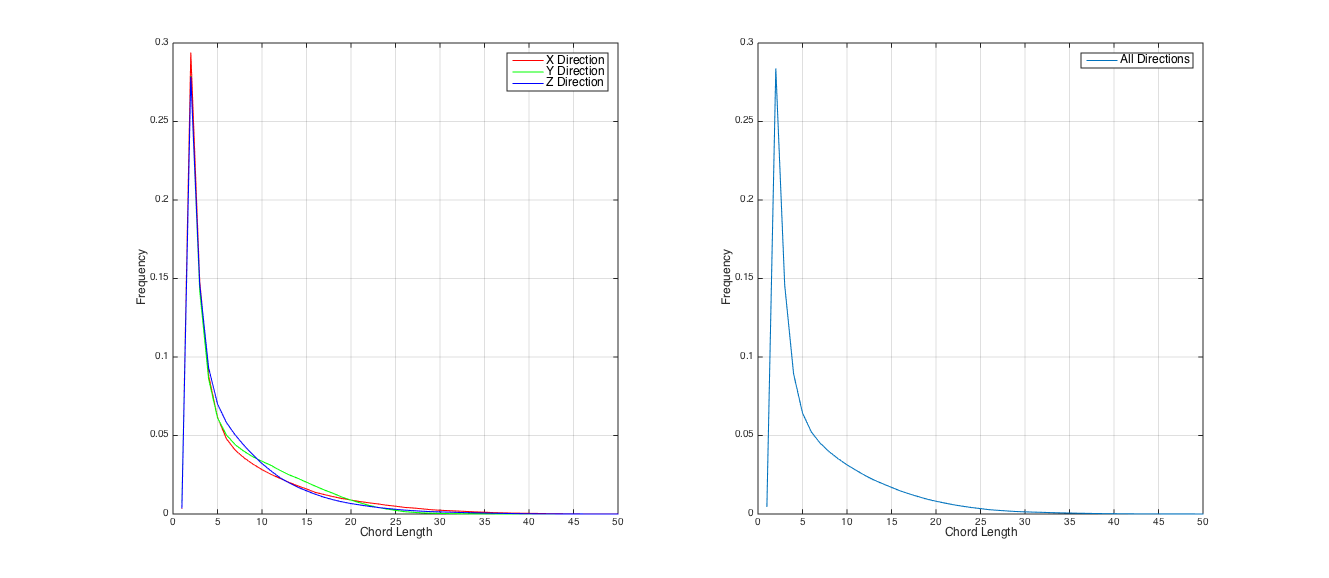 0.3
0.25
0.2
0.15
0.1
0.05
0
Frequency
0 5 10 15 20 25 30 35 40 45 50
Chord Length
X Direction
Y Direction
Z Direction
0.3
0.25
0.2
0.15
0.1
0.05
0
Frequency
0 5 10 15 20 25 30 35 40 45 50
Chord Length
All Directions